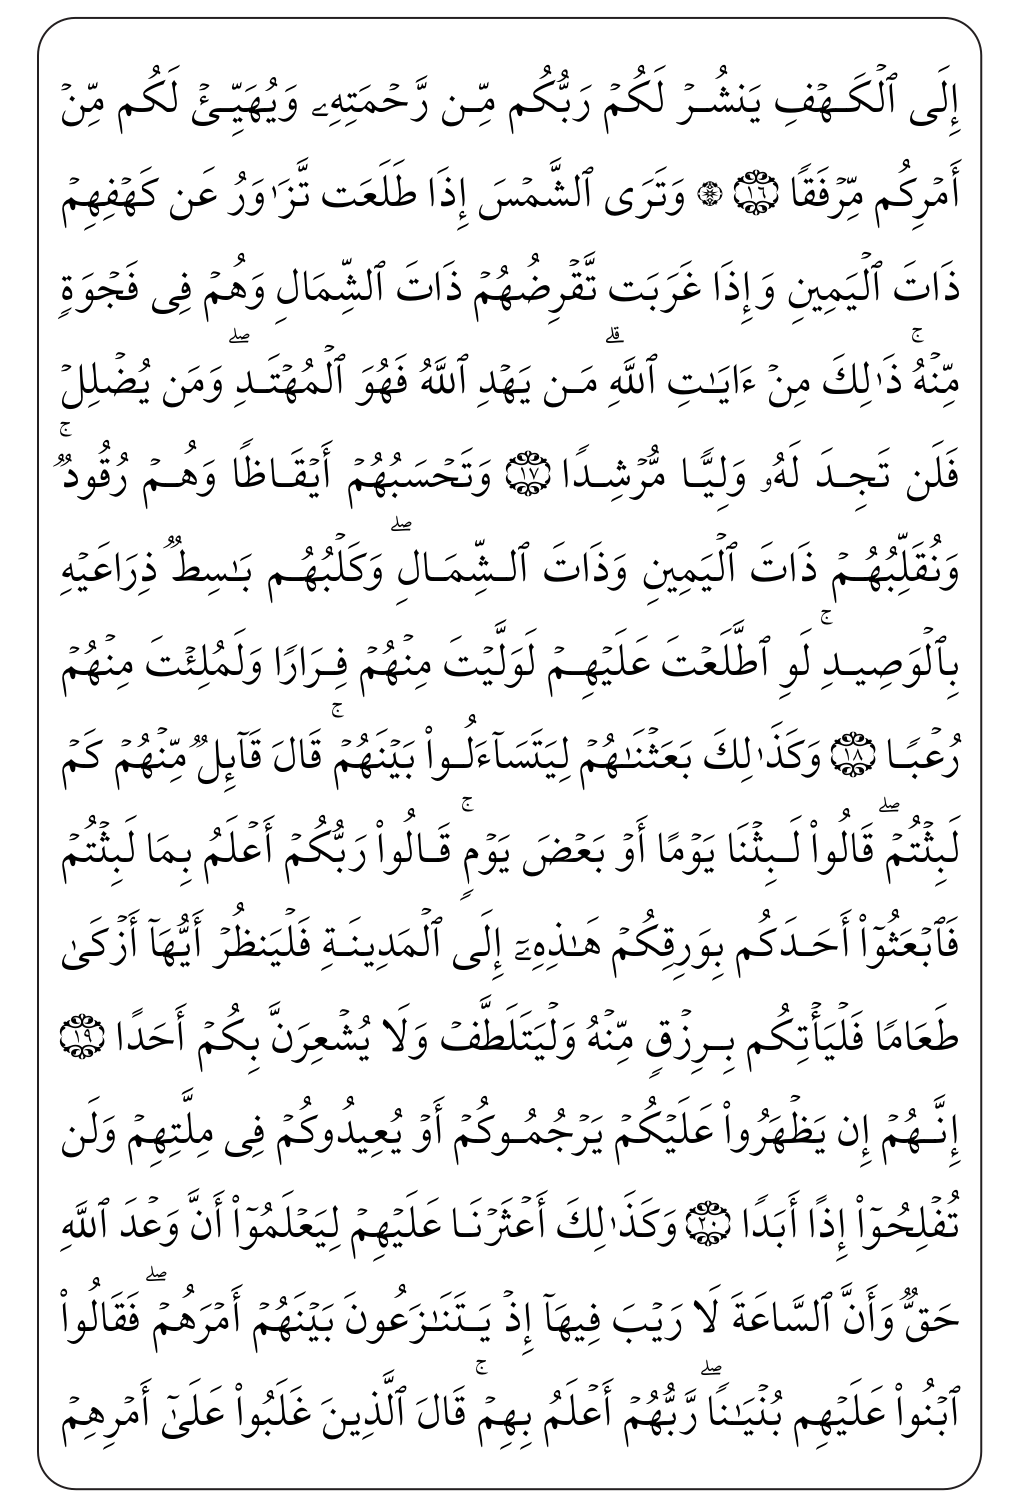 إِلَى ٱلۡكَهۡفِ يَنشُرۡ لَكُمۡ رَبُّكُم مِّن رَّحۡمَتِهِۦ وَيُهَيِّئۡ لَكُم مِّنۡ
أَمۡرِكُم مِّرۡفَقٗا ١٦ ۞ وَتَرَى ٱلشَّمۡسَ إِذَا طَلَعَت تَّزَٰوَرُ عَن كَهۡفِهِمۡ
ذَاتَ ٱلۡيَمِينِ وَإِذَا غَرَبَت تَّقۡرِضُهُمۡ ذَاتَ ٱلشِّمَالِ وَهُمۡ فِي فَجۡوَةٖ
مِّنۡهُۚ ذَٰلِكَ مِنۡ ءَايَٰتِ ٱللَّهِۗ مَن يَهۡدِ ٱللَّهُ فَهُوَ ٱلۡمُهۡتَدِۖ وَمَن يُضۡلِلۡ
فَلَن تَجِدَ لَهُۥ وَلِيّٗا مُّرۡشِدٗا ١٧ وَتَحۡسَبُهُمۡ أَيۡقَاظٗا وَهُمۡ رُقُودٞۚ
وَنُقَلِّبُهُمۡ ذَاتَ ٱلۡيَمِينِ وَذَاتَ ٱلشِّمَالِۖ وَكَلۡبُهُم بَٰسِطٞ ذِرَاعَيۡهِ
بِٱلۡوَصِيدِۚ لَوِ ٱطَّلَعۡتَ عَلَيۡهِمۡ لَوَلَّيۡتَ مِنۡهُمۡ فِرَارٗا وَلَمُلِئۡتَ مِنۡهُمۡ
رُعۡبٗا ١٨ وَكَذَٰلِكَ بَعَثۡنَٰهُمۡ لِيَتَسَآءَلُواْ بَيۡنَهُمۡۚ قَالَ قَآئِلٞ مِّنۡهُمۡ كَمۡ
لَبِثۡتُمۡۖ قَالُواْ لَبِثۡنَا يَوۡمًا أَوۡ بَعۡضَ يَوۡمٖۚ قَالُواْ رَبُّكُمۡ أَعۡلَمُ بِمَا لَبِثۡتُمۡ
فَٱبۡعَثُوٓاْ أَحَدَكُم بِوَرِقِكُمۡ هَٰذِهِۦٓ إِلَى ٱلۡمَدِينَةِ فَلۡيَنظُرۡ أَيُّهَآ أَزۡكَىٰ
طَعَامٗا فَلۡيَأۡتِكُم بِرِزۡقٖ مِّنۡهُ وَلۡيَتَلَطَّفۡ وَلَا يُشۡعِرَنَّ بِكُمۡ أَحَدًا ١٩
إِنَّهُمۡ إِن يَظۡهَرُواْ عَلَيۡكُمۡ يَرۡجُمُوكُمۡ أَوۡ يُعِيدُوكُمۡ فِي مِلَّتِهِمۡ وَلَن
تُفۡلِحُوٓاْ إِذًا أَبَدٗا ٢٠ وَكَذَٰلِكَ أَعۡثَرۡنَا عَلَيۡهِمۡ لِيَعۡلَمُوٓاْ أَنَّ وَعۡدَ ٱللَّهِ
حَقّٞ وَأَنَّ ٱلسَّاعَةَ لَا رَيۡبَ فِيهَآ إِذۡ يَتَنَٰزَعُونَ بَيۡنَهُمۡ أَمۡرَهُمۡۖ فَقَالُواْ
ٱبۡنُواْ عَلَيۡهِم بُنۡيَٰنٗاۖ رَّبُّهُمۡ أَعۡلَمُ بِهِمۡۚ قَالَ ٱلَّذِينَ غَلَبُواْ عَلَىٰٓ أَمۡرِهِمۡ